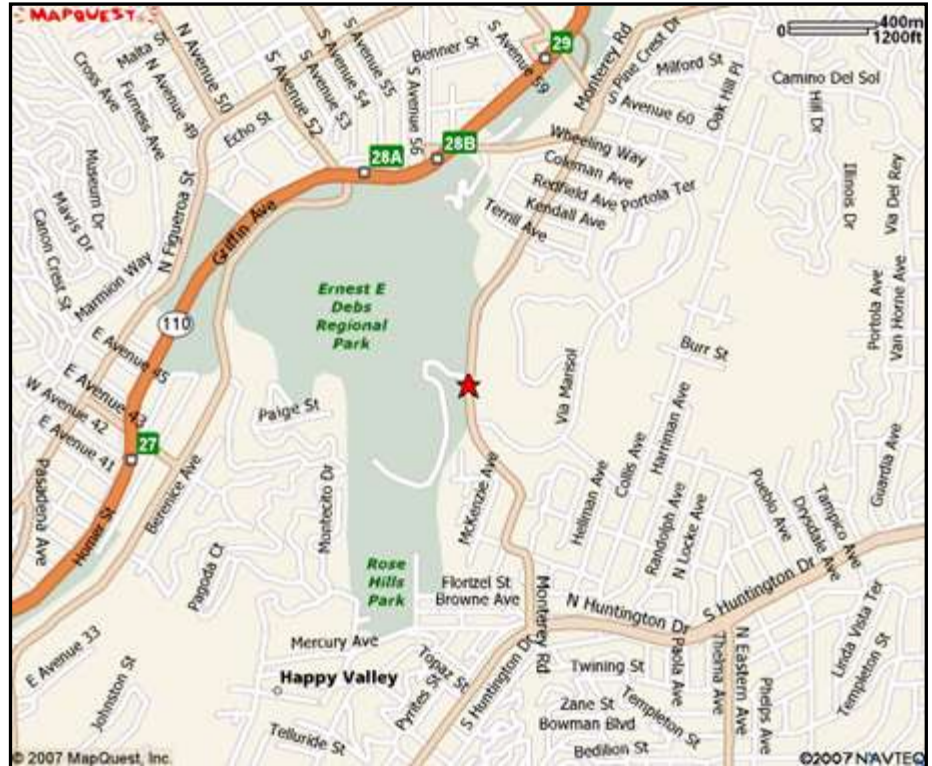 MAPQUEST
400m
0
1200ft
29
Malta St
N Avenue 50
S Avenue 52
S Avenue 53
S Avenue 54
S Avenue 55
Benner St
S Avenue 59
Monterey Rd
S Pine Crest Dr
Milford St
Oak Hill Pl
Camino Del Sol
Hill Dr
Cross Ave
Furness Ave
N Avenue 49
Echo St
S Avenue 56
S Avenue 60
28A
28B
Wheeling Way
Coleman Ave
Redfield Ave
Portola Ter
Kendall Ave
Terrill Ave
Illinois Dr
Via Del Rey
Museum Dr
Mavis Dr
Canon Crest St
Marmion Way
N Figueroa St
Griffin Ave
Ernest E
Debs
Regional
Park
110
Portola Ave
Van Horne Ave
E Avenue 45
E Avenue 43
W Avenue 42
E Avenue 41
27
Paige St
Via Marisol
Burr St
Pasadena Ave
Homer St
Berenice Ave
Montecito Dr
McKenzie Ave
Hellman Ave
Collis Ave
Hartiman Ave
Randolph Ave
N Locke Ave
Pueblo Ave
Drysdale Ave
Tampico Ave
Guardia Ave
Pagoda Ct
Rose
Hills
Park
Florizel St
Browne Ave
Monterey Rd
N Huntington Dr
S Huntington Dr
E Avenue 33
Johnston St
Mercury Ave
Happy Valley
Topaz St
Pyrites St
S Huntington Dr
Twining St
Paola Ave
Thelma Ave
N Eastern Ave
Phelps Ave
Linda Vista Ter
Templeton St
Telluride St
Zane St
Bowman Blvd
Templeton St
Bedilion St
© 2007 MapQuest, Inc.
©2007 NAVTEQ